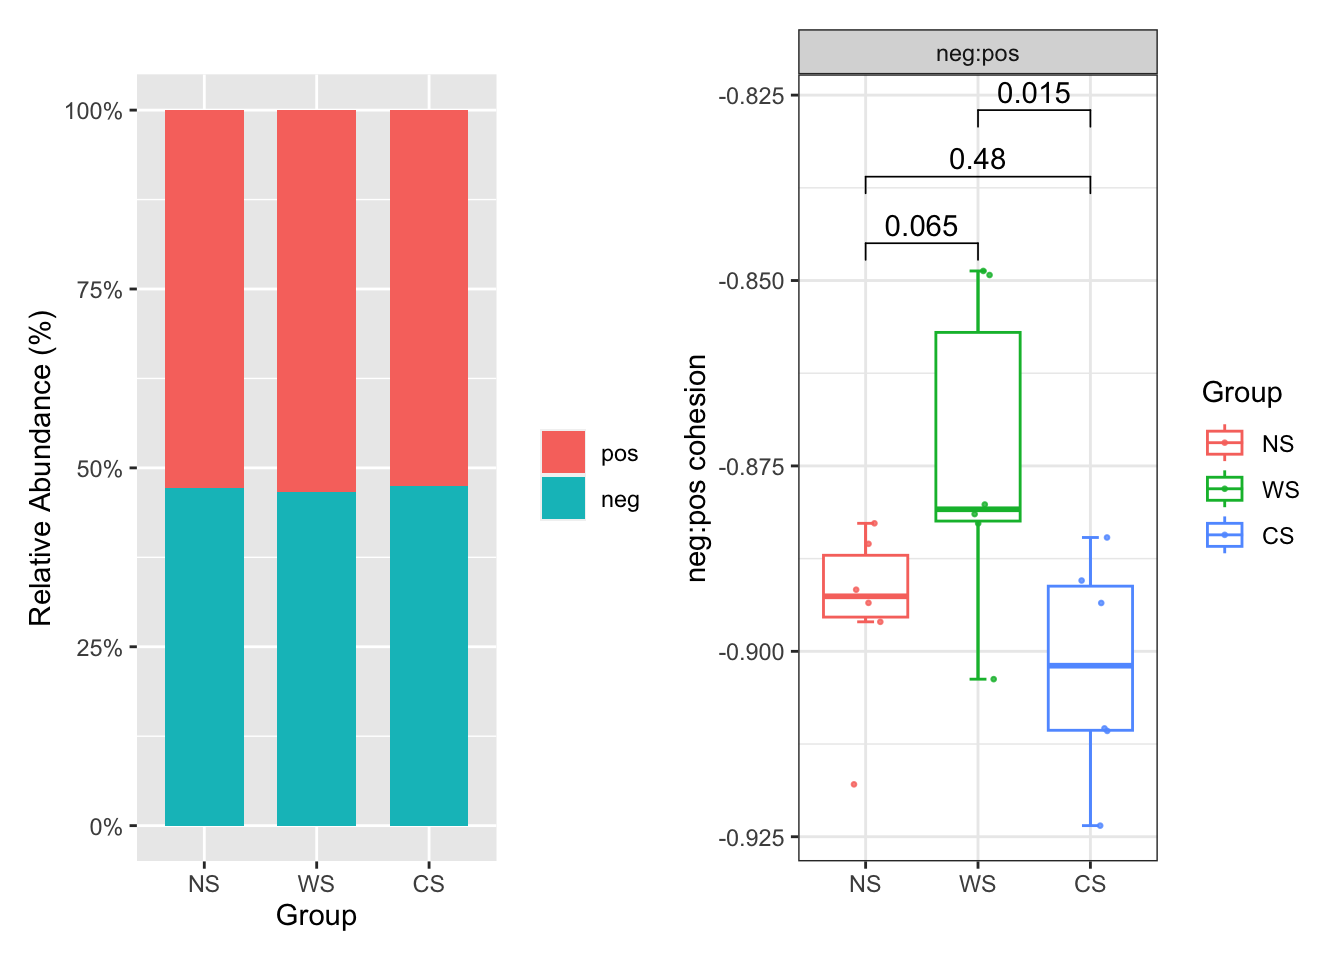 Relative Abundance (%)
100%
75%
50%
25%
0%
NS WS CS
Group
pos
neg
neg:pos
neg:pos cohesion
-0.825
-0.850
-0.875
-0.900
-0.925
0.015
0.48
0.065
NS WS CS
Group
NS
WS
CS